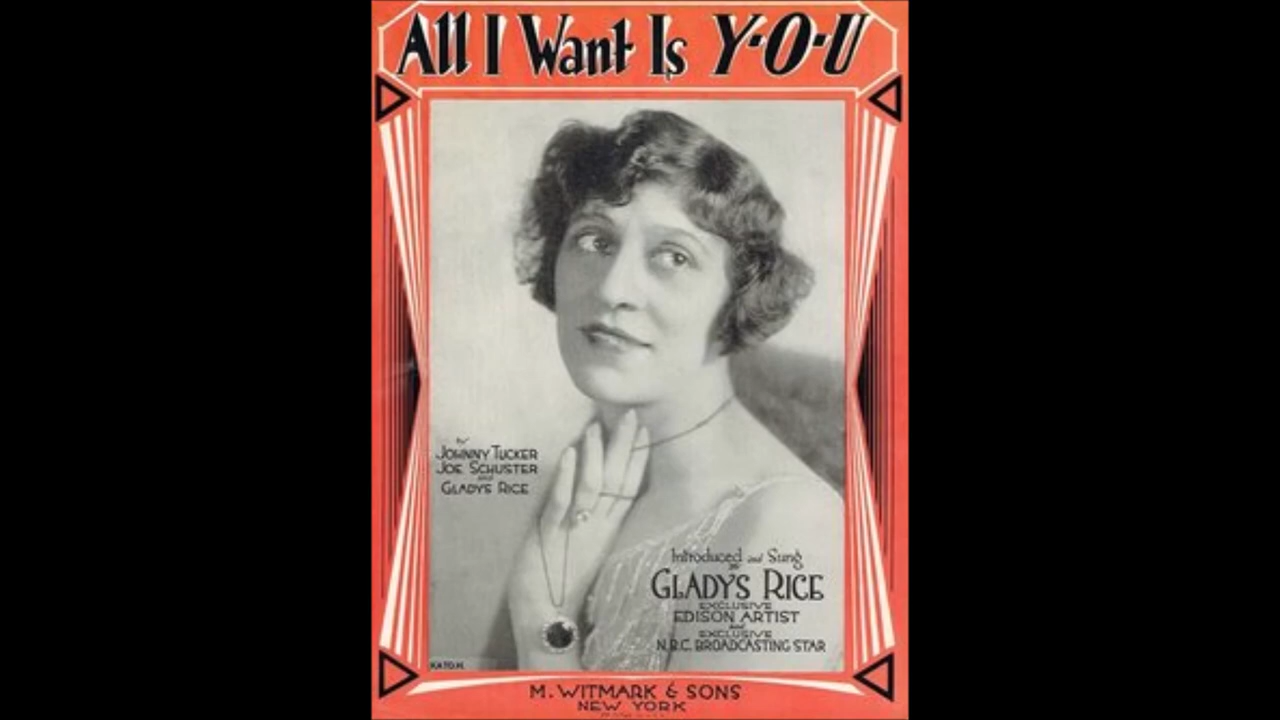 All I Want Is Y·O·U
by
JOHNNY TUCKER
JOE SCHUSTER
and
GLADYS RICE
Introduced and Sung
by
GLADYS RICE
EXCLUSIVE
EDISON ARTIST
and
EXCLUSIVE
N.B.C. BROADCASTING STAR
M. WITMARK & SONS
NEW YORK